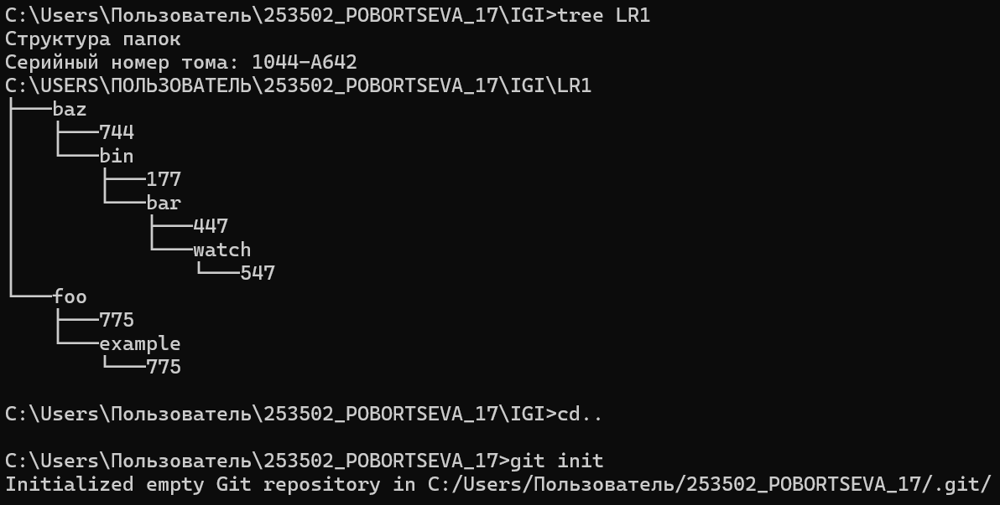 C:\Users\Пользователь\253502_POBORTSEVA_17\IGI>tree LR1
Структура папок
Серийный номер тома: 1044-A642
C:\USERS\ПОЛЬЗОВАТЕЛЬ\253502_POBORTSEVA_17\IGI\LR1
├───baz
│   ├───744
│   └───bin
│       ├───177
│       └───bar
│           ├───447
│           └───watch
│               └───547
└───foo
    ├───775
    └───example
        └───775
C:\Users\Пользователь\253502_POBORTSEVA_17\IGI>cd..
C:\Users\Пользователь\253502_POBORTSEVA_17>git init
Initialized empty Git repository in C:/Users/Пользователь/253502_POBORTSEVA_17/.git/